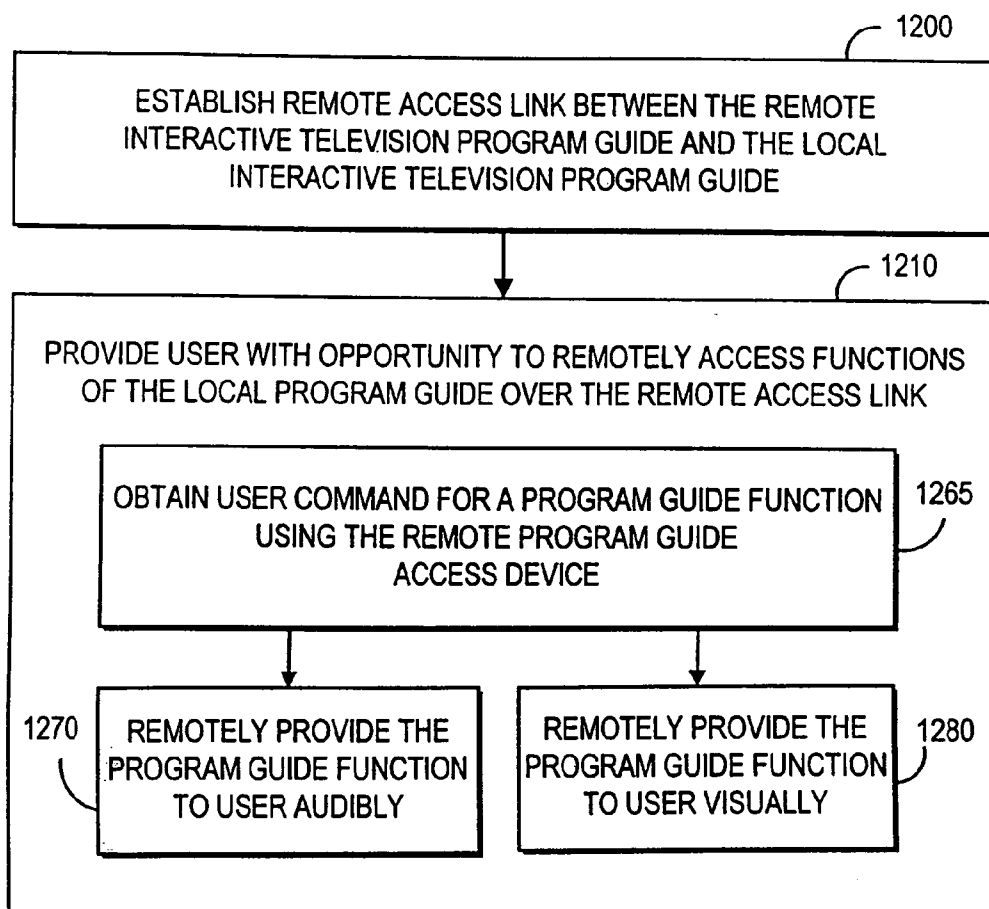 1200
ESTABLISH REMOTE ACCESS LINK BETWEEN THE REMOTE
INTERACTIVE TELEVISION PROGRAM GUIDE AND THE LOCAL
INTERACTIVE TELEVISION PROGRAM GUIDE
1210
PROVIDE USER WITH OPPORTUNITY TO REMOTELY ACCESS FUNCTIONS
OF THE LOCAL PROGRAM GUIDE OVER THE REMOTE ACCESS LINK
OBTAIN USER COMMAND FOR A PROGRAM GUIDE FUNCTION
USING THE REMOTE PROGRAM GUIDE
ACCESS DEVICE
1265
1270
REMOTELY PROVIDE THE
PROGRAM GUIDE FUNCTION
TO USER AUDIBLY
REMOTELY PROVIDE THE
PROGRAM GUIDE FUNCTION
TO USER VISUALLY
1280